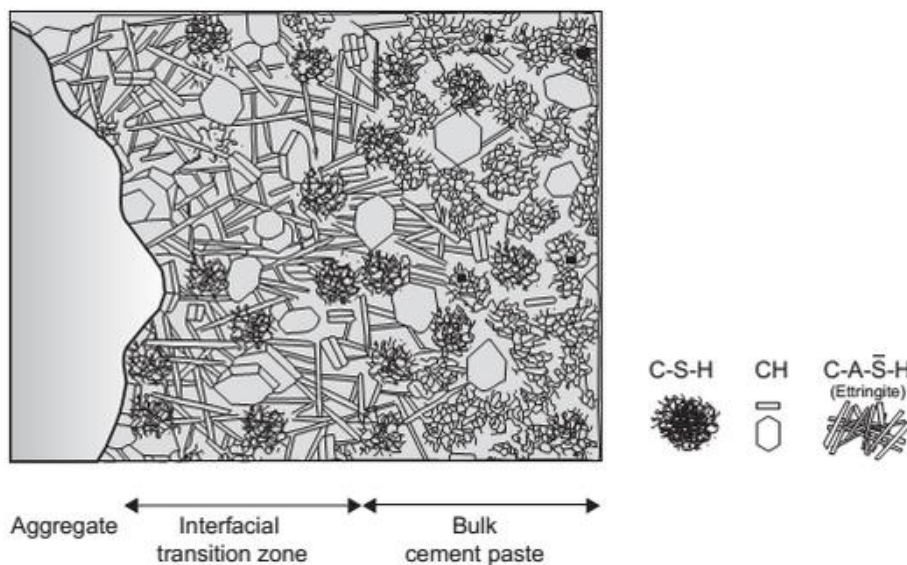 C-S-H
CH
C-A-S̄-H
(Ettringite)
Aggregate
Interfacial
transition zone
Bulk
cement paste